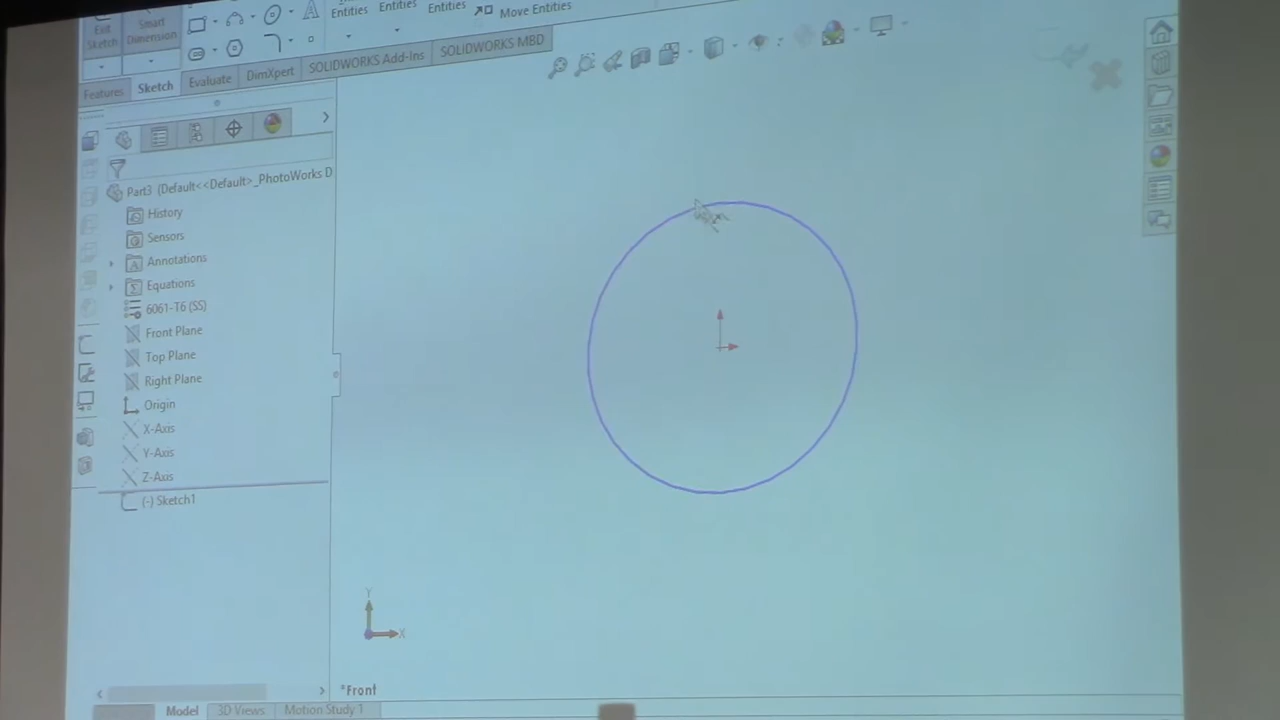 Exit Sketch
Smart Dimension
Entities
Entities
Entities
Move Entities
Features
Sketch
Evaluate
DimXpert
SOLIDWORKS Add-Ins
SOLIDWORKS MBD
Part3 (Default<<Default>_PhotoWorks D
History
Sensors
Annotations
Equations
6061-T6 (SS)
Front Plane
Top Plane
Right Plane
Origin
X-Axis
Y-Axis
Z-Axis
(-) Sketch1
Y
X
*Front
Model
3D Views
Motion Study 1